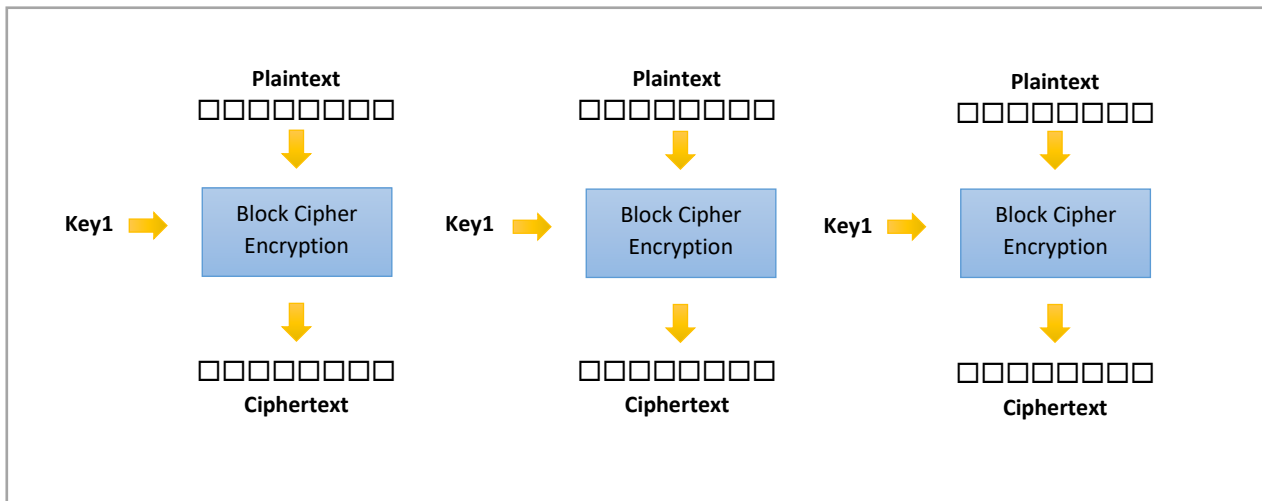 Plaintext
Plaintext
Plaintext
Key1
Block Cipher
Encryption
Key1
Block Cipher
Encryption
Key1
Block Cipher
Encryption
Ciphertext
Ciphertext
Ciphertext